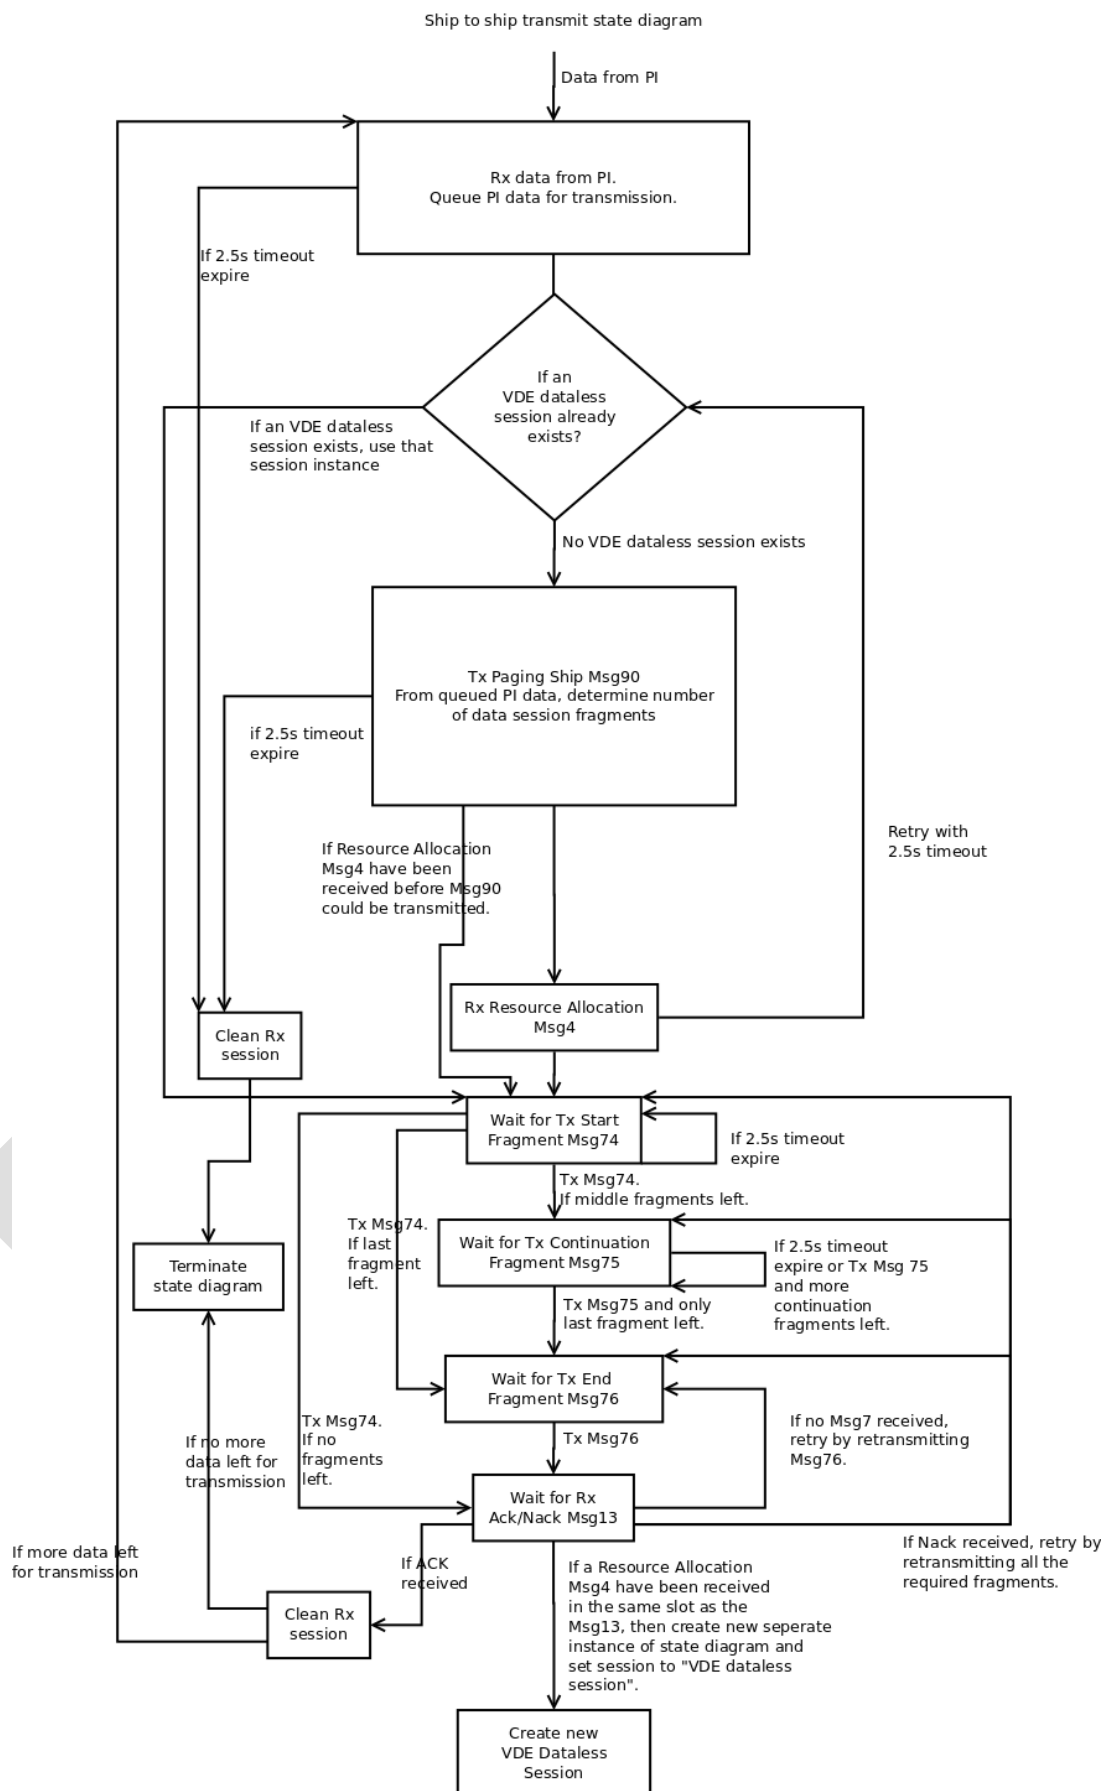 Ship to ship transmit state diagram
Data from PI
Rx data from PI.
Queue PI data for transmission.
If 2.5s timeout
expire
If an
VDE dataless
session already
exists?
If an VDE dataless
session exists, use that
session instance
No VDE dataless session exists
Tx Paging Ship Msg90
From queued PI data, determine number
of data session fragments
if 2.5s timeout
expire
Retry with
2.5s timeout
If Resource Allocation
Msg4 have been
received before Msg90
could be transmitted.
Rx Resource Allocation
Msg4
Clean Rx
session
Wait for Tx Start
Fragment Msg74
If 2.5s timeout
expire
Tx Msg74.
If middle fragments left.
Tx Msg74.
If last
fragment
left.
Wait for Tx Continuation
Fragment Msg75
If 2.5s timeout
expire or Tx Msg 75
and more
continuation
fragments left.
Terminate
state diagram
Tx Msg75 and only
last fragment left.
Wait for Tx End
Fragment Msg76
Tx Msg74.
If no
fragments
left.
If no Msg7 received,
retry by retransmitting
Msg76.
Tx Msg76
If no more
data left for
transmission
Wait for Rx
Ack/Nack Msg13
If more data left
for transmission
If ACK
received
If Nack received, retry by
retransmitting all the
required fragments.
If a Resource Allocation
Msg4 have been received
in the same slot as the
Msg13, then create new seperate
instance of state diagram and
set session to "VDE dataless
session".
Clean Rx
session
Create new
VDE Dataless
Session